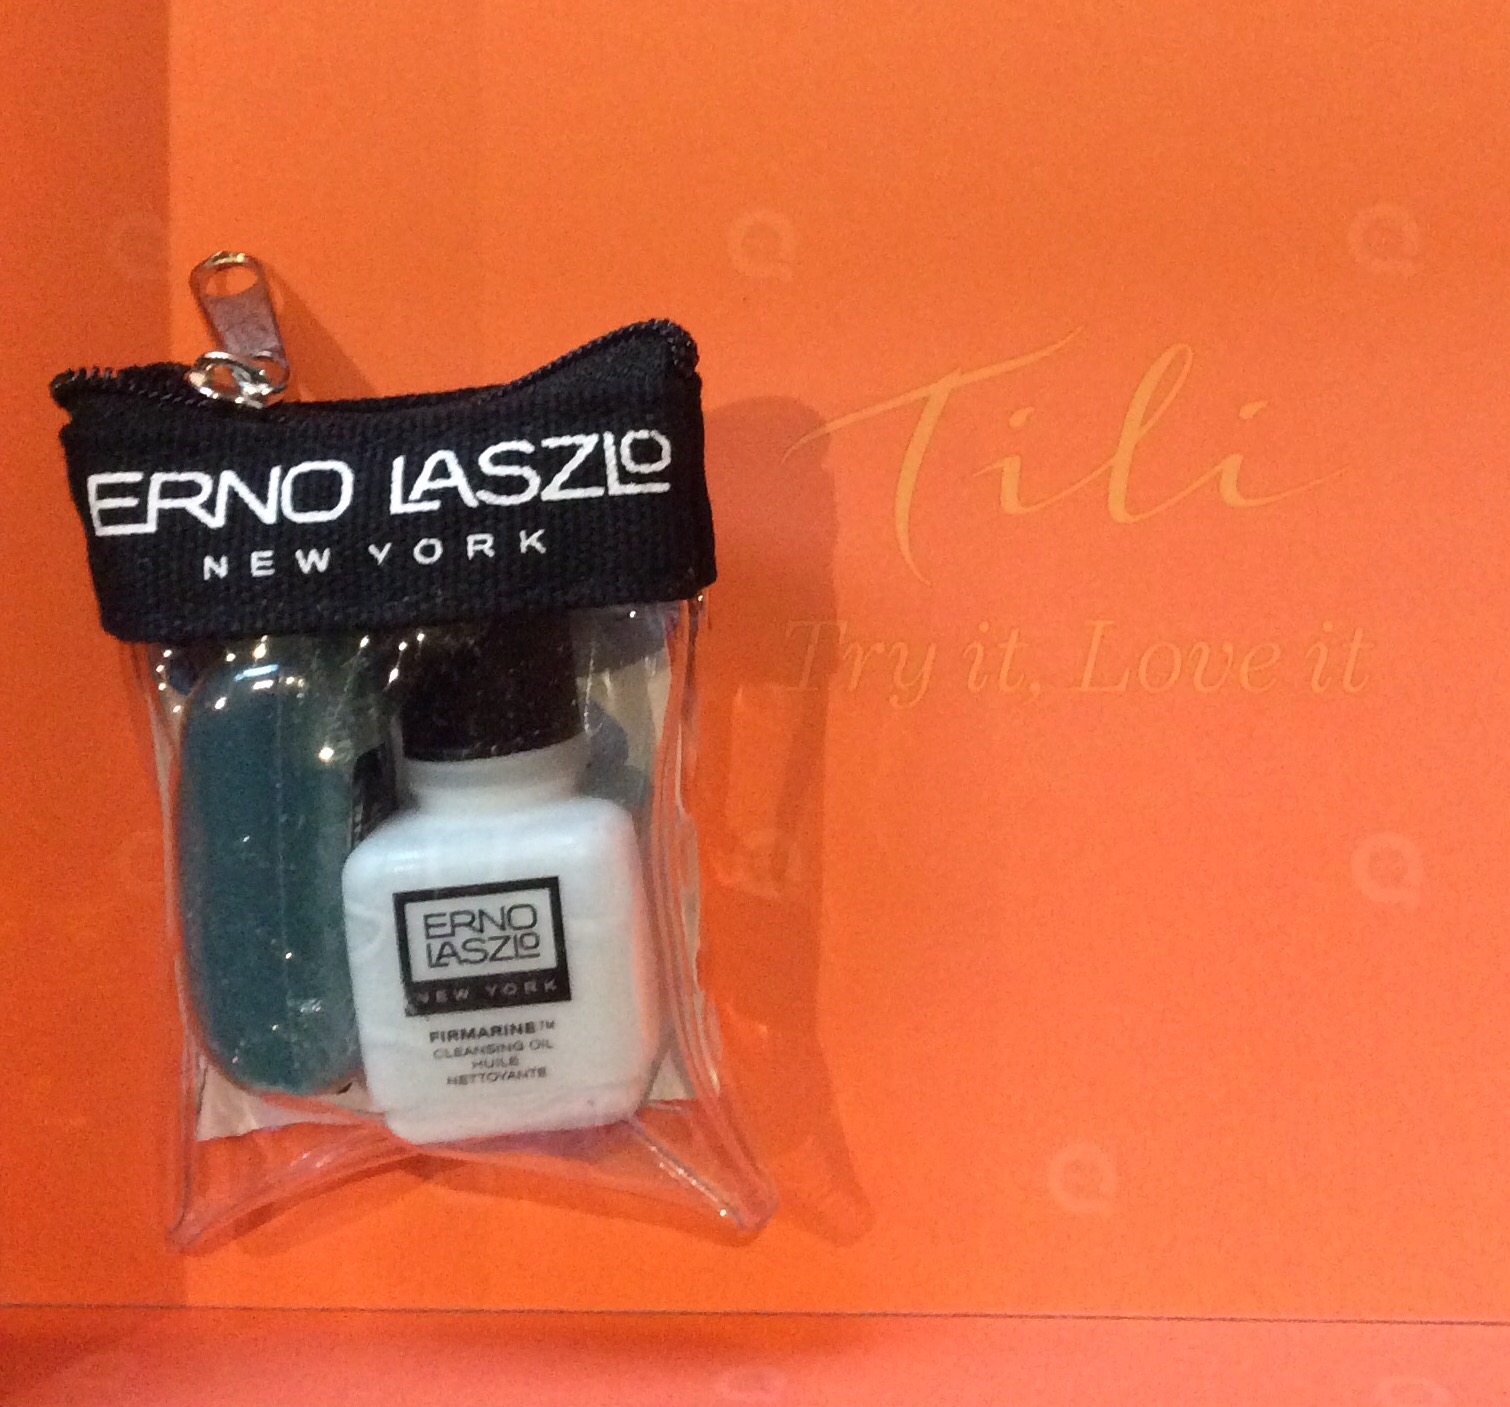 ERNO LASZLO
NEW YORK
Tili
Try it, Love it
ERNO
LASZLO
NEW YORK
FIRMARINE™
CLEANSING OIL
HUILE
NETTOYANTE